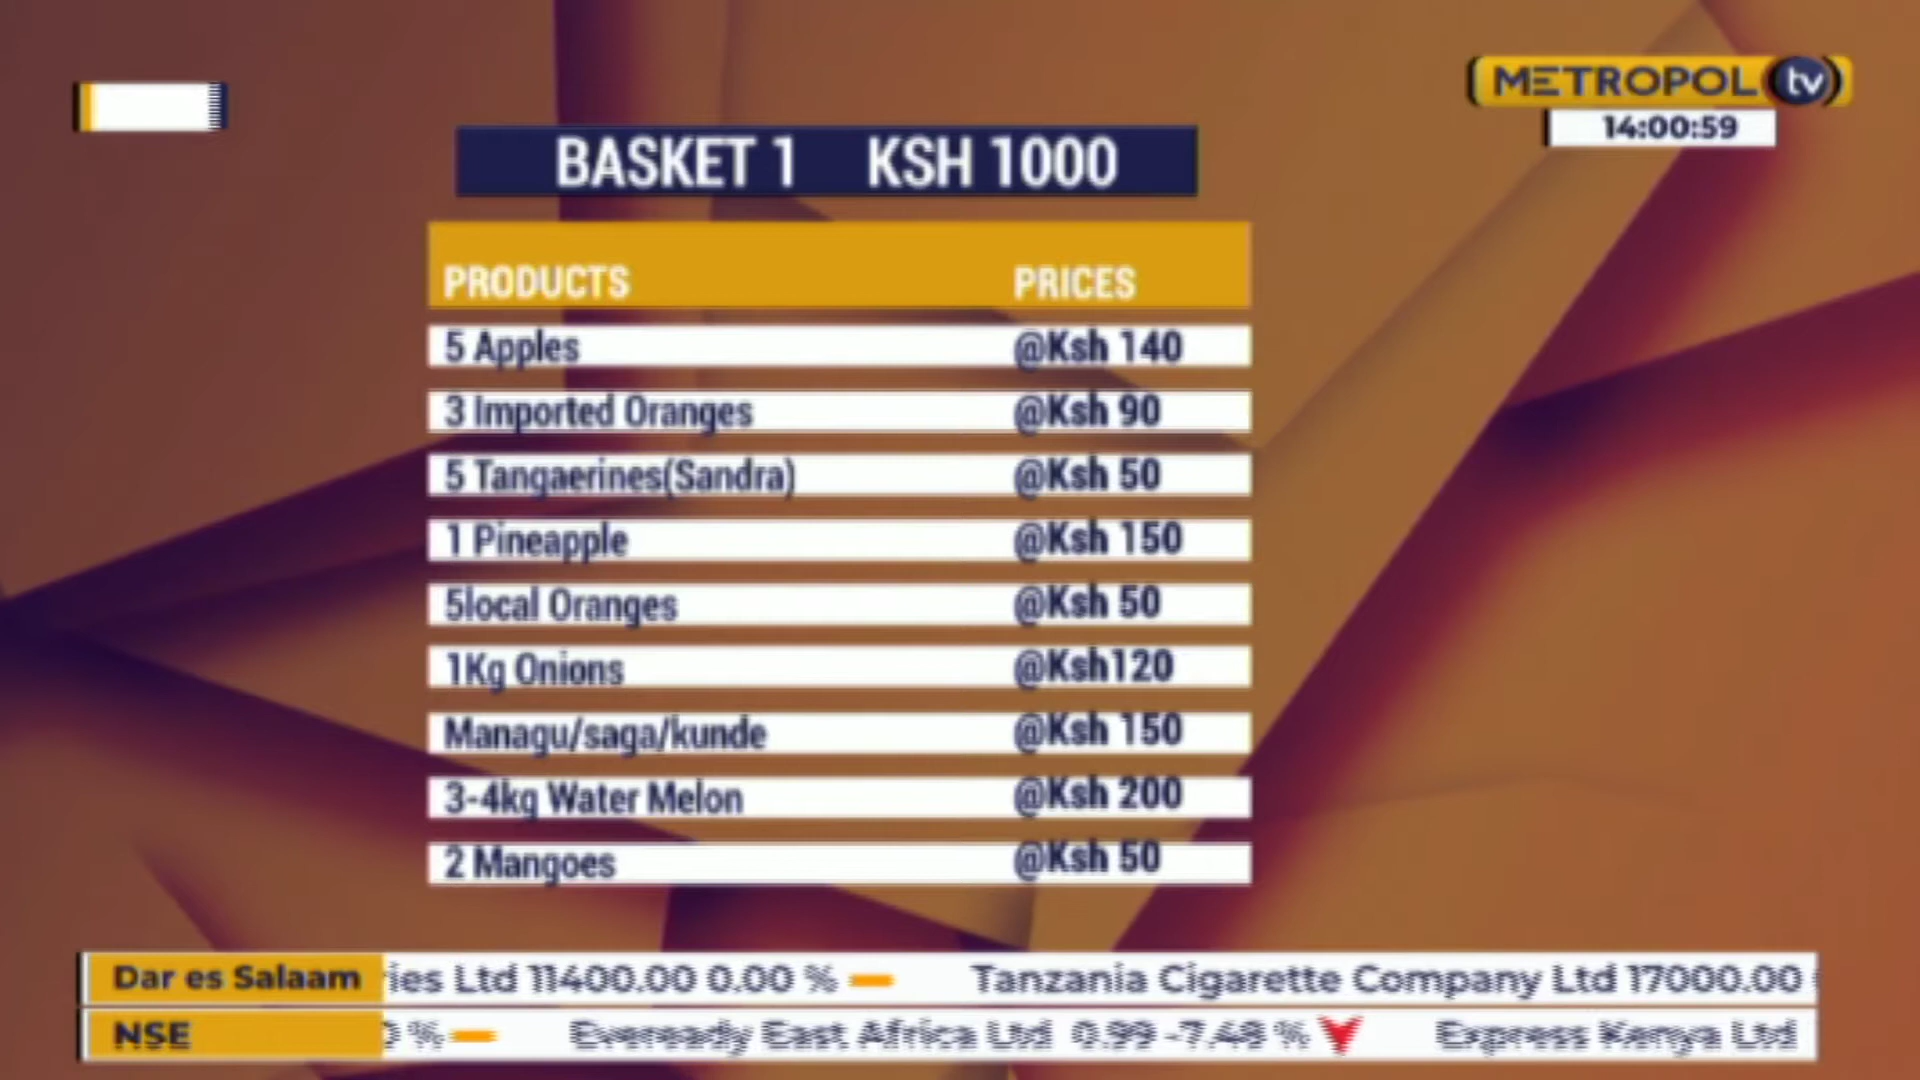 METROPOL tv
14:00:59
BASKET 1 KSH 1000
PRODUCTS PRICES
5 Apples @Ksh 140
3 Imported Oranges @Ksh 90
5 Tangaerines(Sandra) @Ksh 50
1 Pineapple @Ksh 150
5local Oranges @Ksh 50
1Kg Onions @Ksh120
Managu/saga/kunde @Ksh 150
3-4kg Water Melon @Ksh 200
2 Mangoes @Ksh 50
Dar es Salaam ies Ltd 11400.00 0.00 % Tanzania Cigarette Company Ltd 17000.00
NSE % Eveready East Africa Ltd 0.99 -7.48 % Express Kenya Ltd